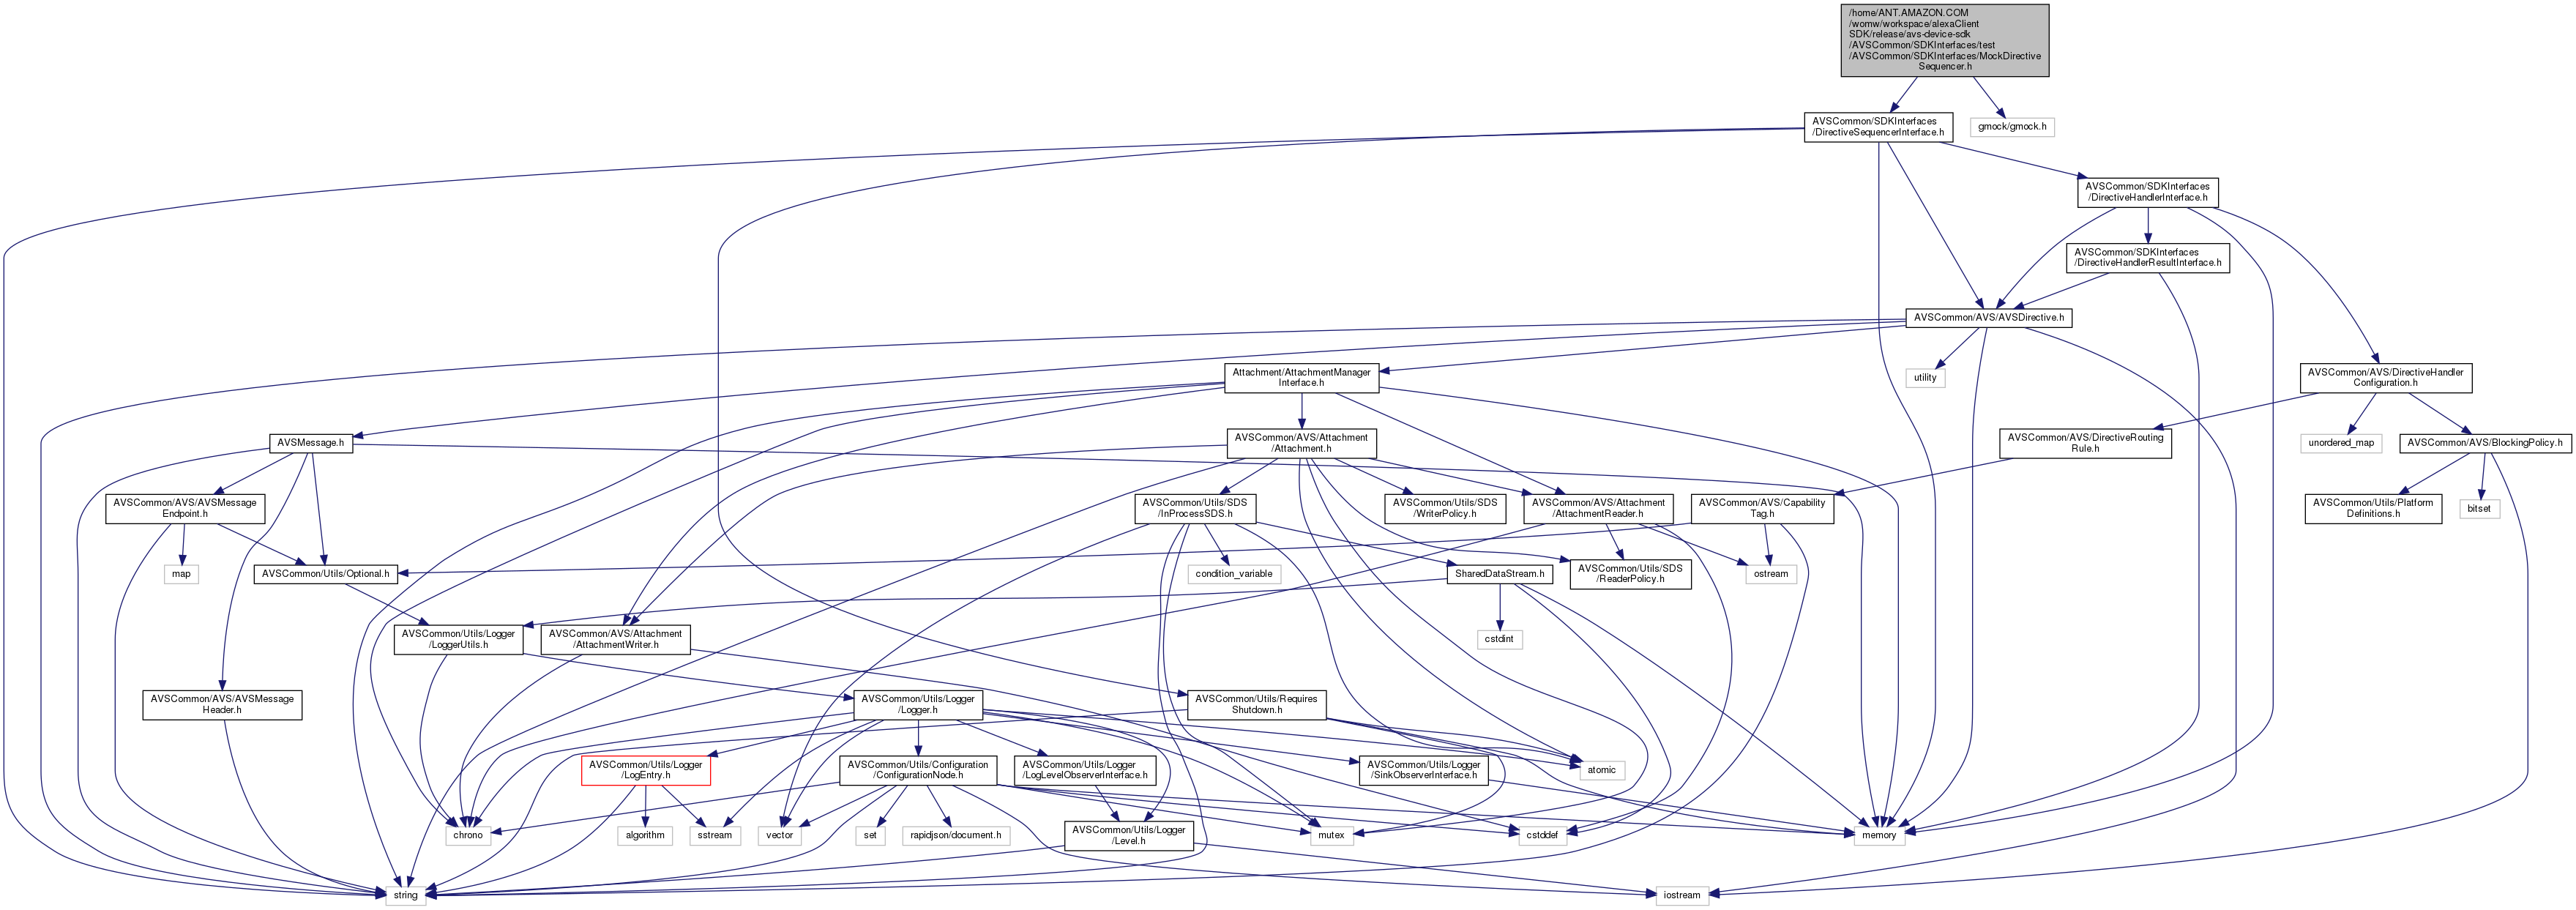 /home/ANT.AMAZON.COM
/womw/workspace/alexaClient
SDK/release/avs-device-sdk
/AVSCommon/SDKInterfaces/test
/AVSCommon/SDKInterfaces/MockDirective
Sequencer.h
AVSCommon/SDKInterfaces
/DirectiveSequencerInterface.h
gmock/gmock.h
AVSCommon/SDKInterfaces
/DirectiveHandlerInterface.h
AVSCommon/SDKInterfaces
/DirectiveHandlerResultInterface.h
AVSCommon/AVS/AVSDirective.h
Attachment/AttachmentManager
Interface.h
utility
AVSCommon/AVS/DirectiveHandler
Configuration.h
AVSMessage.h
AVSCommon/AVS/Attachment
/Attachment.h
AVSCommon/AVS/DirectiveRouting
Rule.h
unordered_map
AVSCommon/AVS/BlockingPolicy.h
AVSCommon/AVS/AVSMessage
Endpoint.h
AVSCommon/Utils/SDS
/InProcessSDS.h
AVSCommon/Utils/SDS
/WriterPolicy.h
AVSCommon/AVS/Attachment
/AttachmentReader.h
AVSCommon/AVS/Capability
Tag.h
AVSCommon/Utils/Platform
Definitions.h
bitset
map
AVSCommon/Utils/Optional.h
condition_variable
SharedDataStream.h
AVSCommon/Utils/SDS
/ReaderPolicy.h
ostream
AVSCommon/Utils/Logger
/LoggerUtils.h
AVSCommon/AVS/Attachment
/AttachmentWriter.h
cstdint
AVSCommon/AVS/AVSMessage
Header.h
AVSCommon/Utils/Logger
/Logger.h
AVSCommon/Utils/Requires
Shutdown.h
AVSCommon/Utils/Logger
/LogEntry.h
AVSCommon/Utils/Configuration
/ConfigurationNode.h
AVSCommon/Utils/Logger
/LogLevelObserverInterface.h
AVSCommon/Utils/Logger
/SinkObserverInterface.h
atomic
chrono
algorithm
sstream
vector
set
rapidjson/document.h
AVSCommon/Utils/Logger
/Level.h
mutex
cstddef
memory
string
iostream